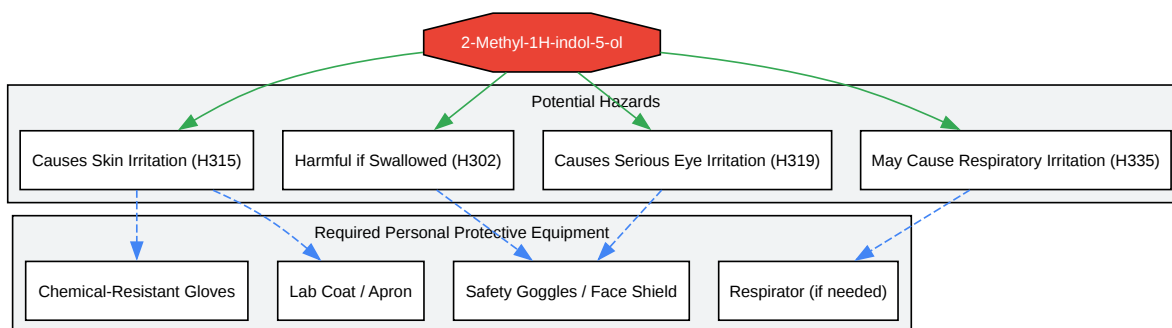 2-Methyl-1H-indol-5-ol
Potential Hazards
Causes Skin Irritation (H315)
Harmful if Swallowed (H302)
Causes Serious Eye Irritation (H319)
May Cause Respiratory Irritation (H335)
Required Personal Protective Equipment
Chemical-Resistant Gloves
Lab Coat / Apron
Safety Goggles / Face Shield
Respirator (if needed)